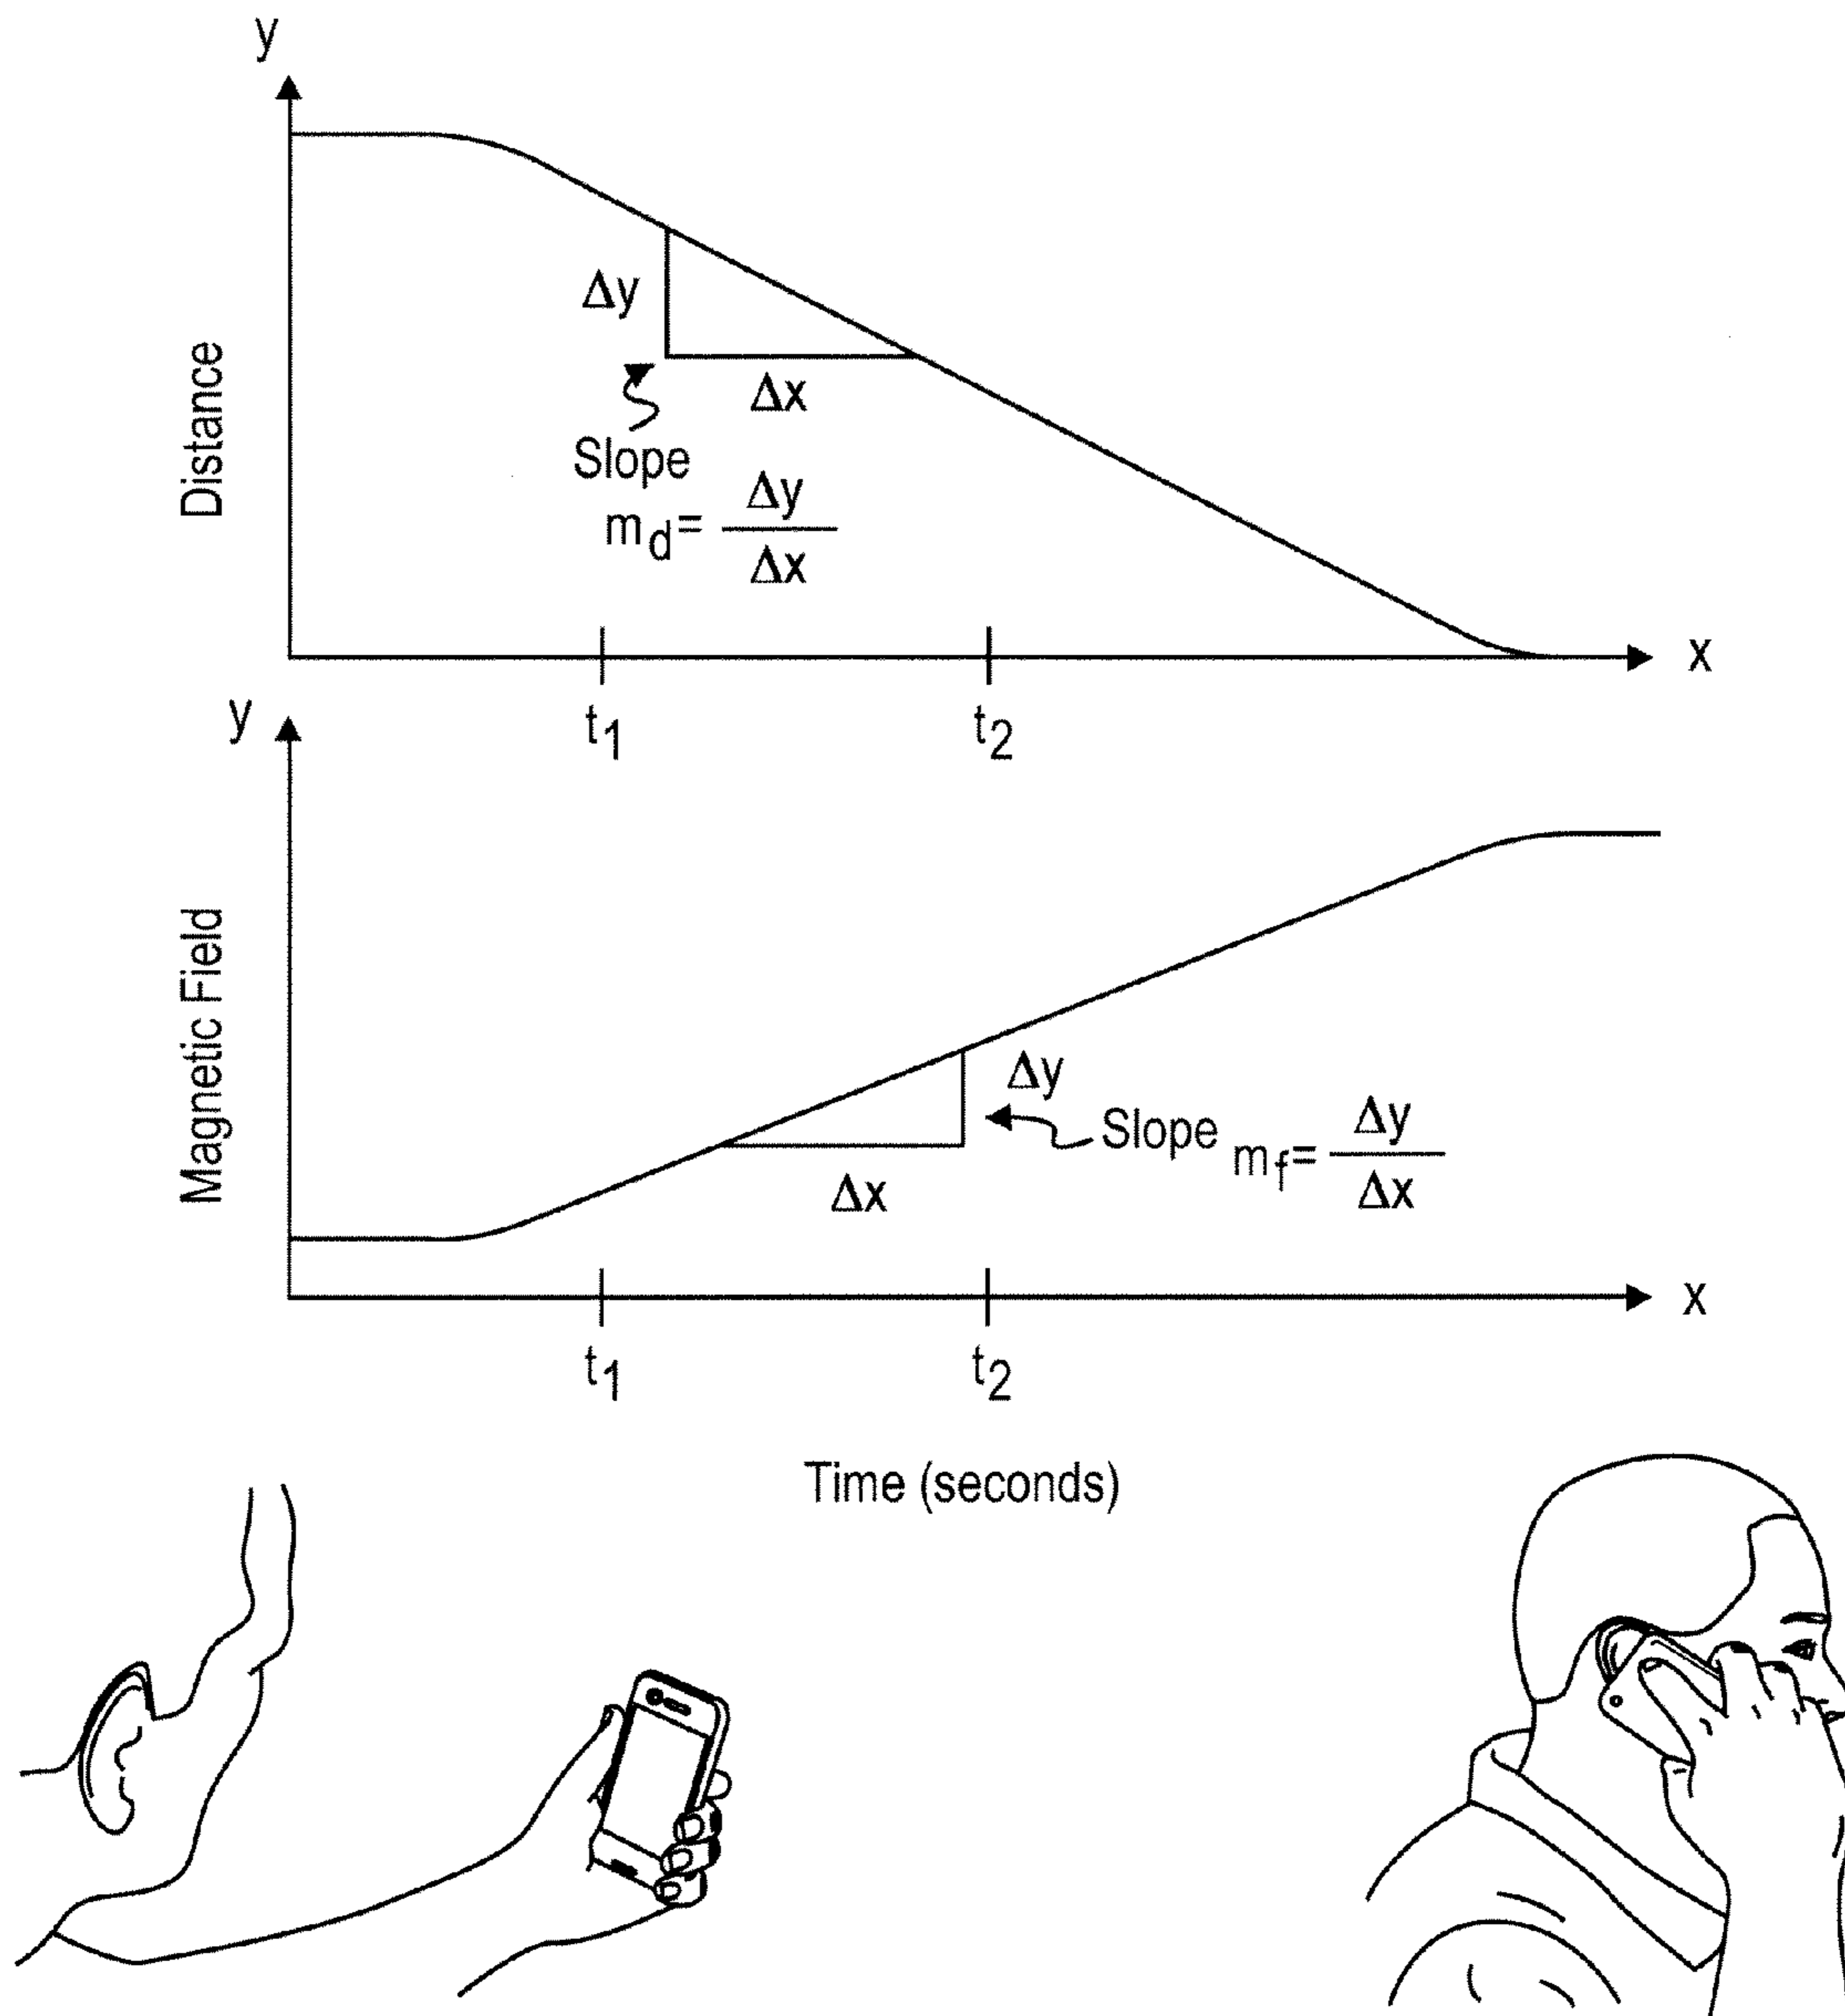 y
Distance
Δy
Δx
Slope
m_d = Δy/Δx
x
t₁ t₂
y
Magnetic Field
Δy
Slope m_f = Δy/Δx
Δx
x
t₁ t₂
Time (seconds)